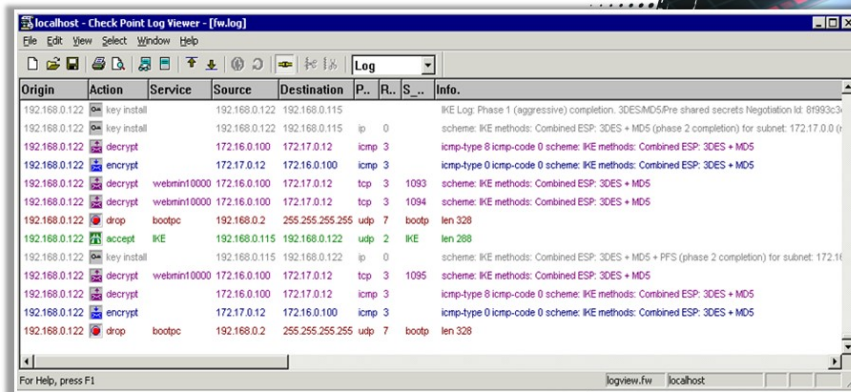 localhost - Check Point Log Viewer - [fw.log]
File Edit View Select Window Help
Log
Origin Action Service Source Destination P.. R.. S_.. Info.
192.168.0.122 key install 192.168.0.122 192.168.0.115 IKE Log: Phase 1 (aggressive) completion. 3DES/MD5/Pre shared secrets Negotiation Id:
192.168.0.122 key install 192.168.0.122 192.168.0.115 ip 0 scheme: IKE methods: Combined ESP: 3DES + MD5 (phase 2 completion) for subnet: 172.17.0.0
192.168.0.122 decrypt 172.16.0.100 172.17.0.12 icmp 3 icmp-type 8 icmp-code 0 scheme: IKE methods: Combined ESP: 3DES + MD5
192.168.0.122 encrypt 172.17.0.12 172.16.0.100 icmp 3 icmp-type 0 icmp-code 0 scheme: IKE methods: Combined ESP: 3DES + MD5
192.168.0.122 decrypt webmin10000 172.16.0.100 172.17.0.12 tcp 3 1093 scheme: IKE methods: Combined ESP: 3DES + MD5
192.168.0.122 decrypt webmin10000 172.16.0.100 172.17.0.12 tcp 3 1094 scheme: IKE methods: Combined ESP: 3DES + MD5
192.168.0.122 drop bootpc 192.168.0.2 255.255.255.255 udp 7 bootp len 328
192.168.0.122 accept IKE 192.168.0.115 192.168.0.122 udp 2 IKE len 288
192.168.0.122 key install 192.168.0.115 192.168.0.122 ip 0 scheme: IKE methods: Combined ESP: 3DES + MD5 + PFS (phase 2 completion) for subnet:
192.168.0.122 decrypt webmin10000 172.16.0.100 172.17.0.12 tcp 3 1095 scheme: IKE methods: Combined ESP: 3DES + MD5
192.168.0.122 decrypt 172.16.0.100 172.17.0.12 icmp 3 icmp-type 8 icmp-code 0 scheme: IKE methods: Combined ESP: 3DES + MD5
192.168.0.122 encrypt 172.17.0.12 172.16.0.100 icmp 3 icmp-type 0 icmp-code 0 scheme: IKE methods: Combined ESP: 3DES + MD5
192.168.0.122 drop bootpc 192.168.0.2 255.255.255.255 udp 7 bootp len 328
For Help, press F1 logview.fw localhost